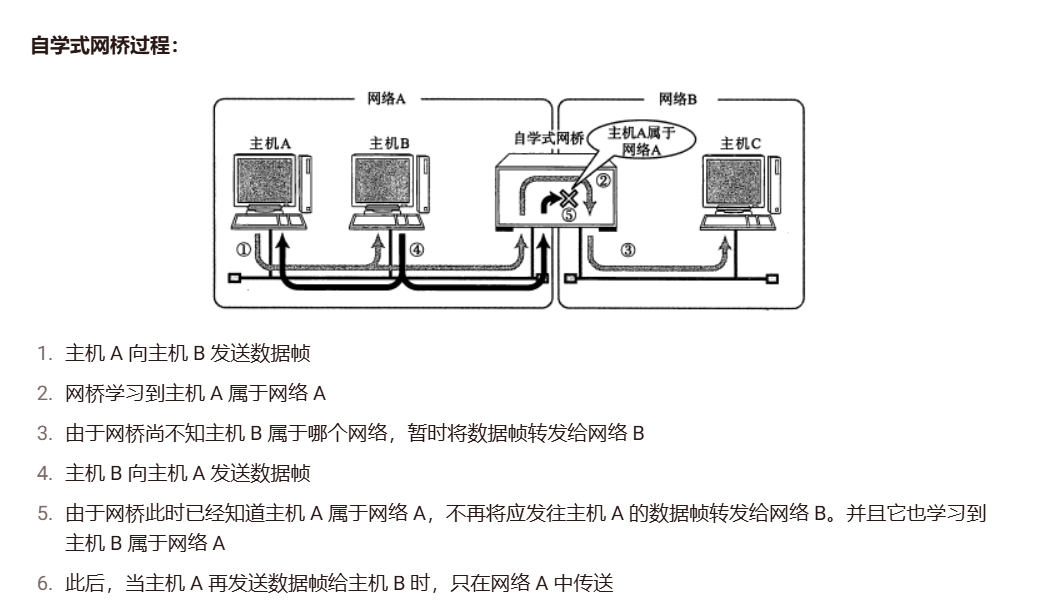 自学式网桥过程：
网络A
网络B
自学式网桥
主机A属于
网络A
主机A
主机B
主机C
②
⑤
①
④
③
1. 主机 A 向主机 B 发送数据帧
2. 网桥学习到主机 A 属于网络 A
3. 由于网桥尚不知主机 B 属于哪个网络，暂时将数据帧转发给网络 B
4. 主机 B 向主机 A 发送数据帧
5. 由于网桥此时已经知道主机 A 属于网络 A，不再将应发往主机 A 的数据帧转发给网络 B。并且它也学习到
主机 B 属于网络 A
6. 此后，当主机 A 再发送数据帧给主机 B 时，只在网络 A 中传送